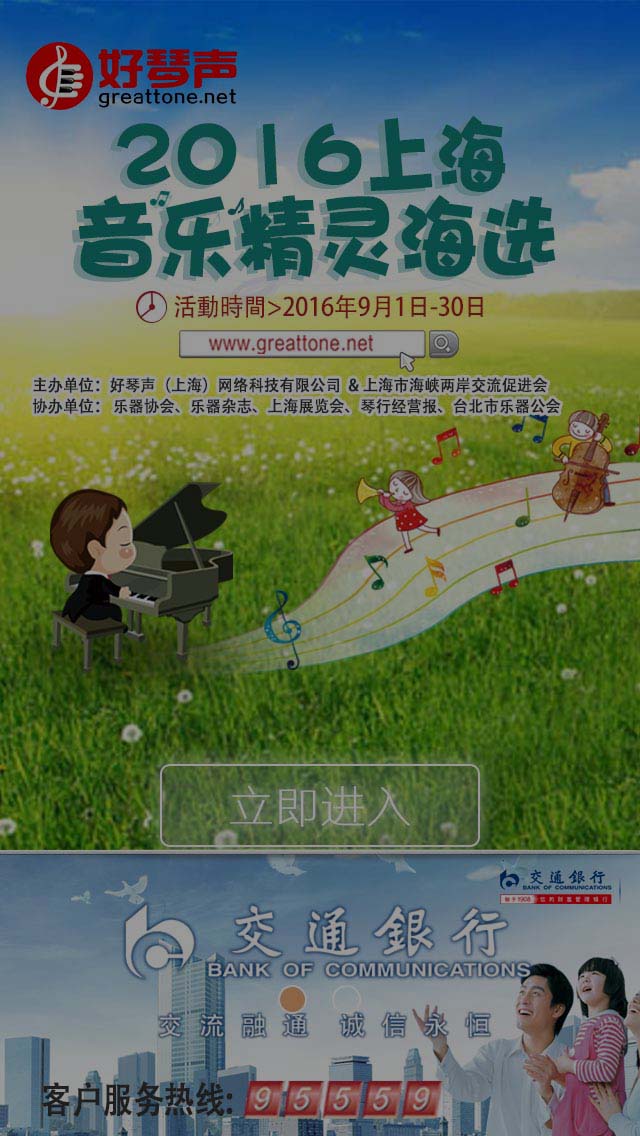 好琴声
greattone.net
2016上海
音乐精灵海选
活動時間>2016年9月1日-30日
www.greattone.net
主办单位：好琴声（上海）网络科技有限公司 & 上海市海峡两岸交流促进会
协办单位：乐器协会、乐器杂志、上海展览会、琴行经营报、台北市乐器公会
立即进入
交通銀行
BANK OF COMMUNICATIONS
交通銀行
BANK OF COMMUNICATIONS
交流融通 诚信永恒
客户服务热线: 95559